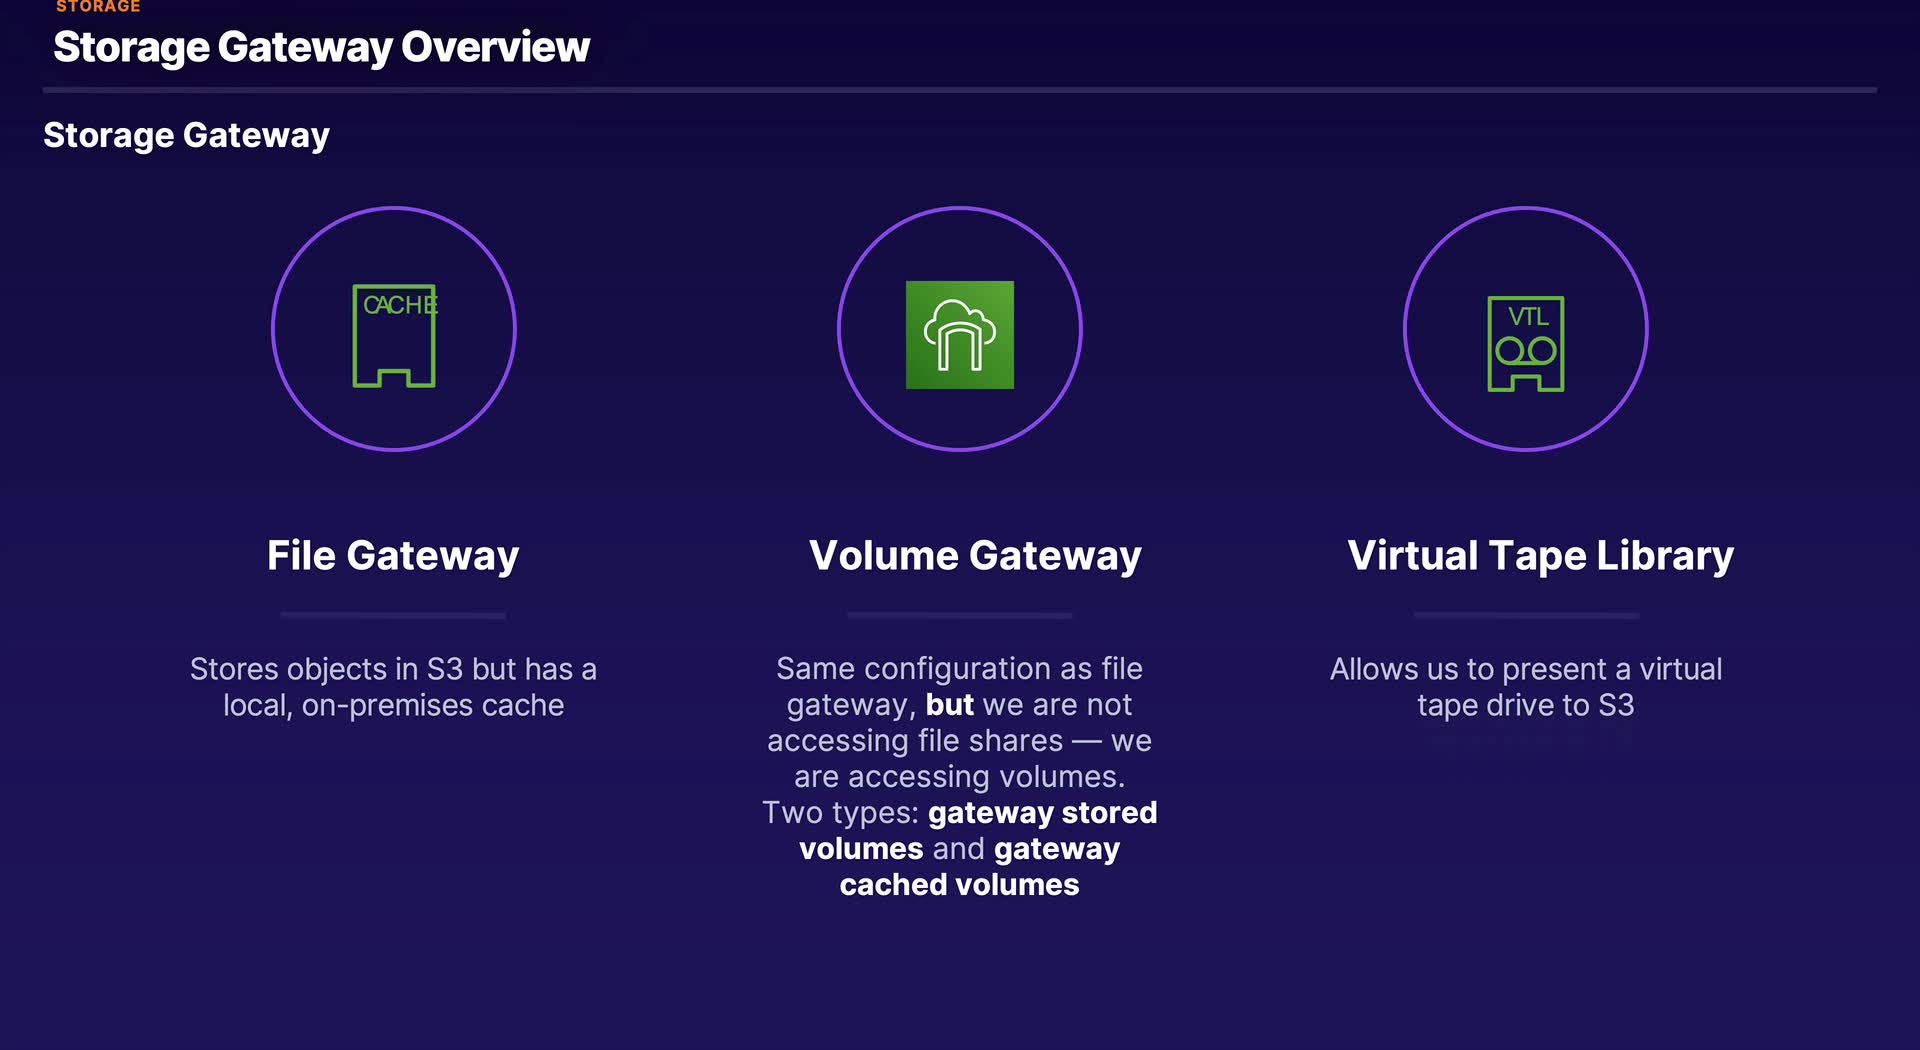 STORAGE
Storage Gateway Overview
Storage Gateway
CACHE
VTL
File Gateway
Stores objects in S3 but has a
local, on-premises cache
Volume Gateway
Same configuration as file
gateway, but we are not
accessing file shares — we
are accessing volumes.
Two types: gateway stored
volumes and gateway
cached volumes
Virtual Tape Library
Allows us to present a virtual
tape drive to S3